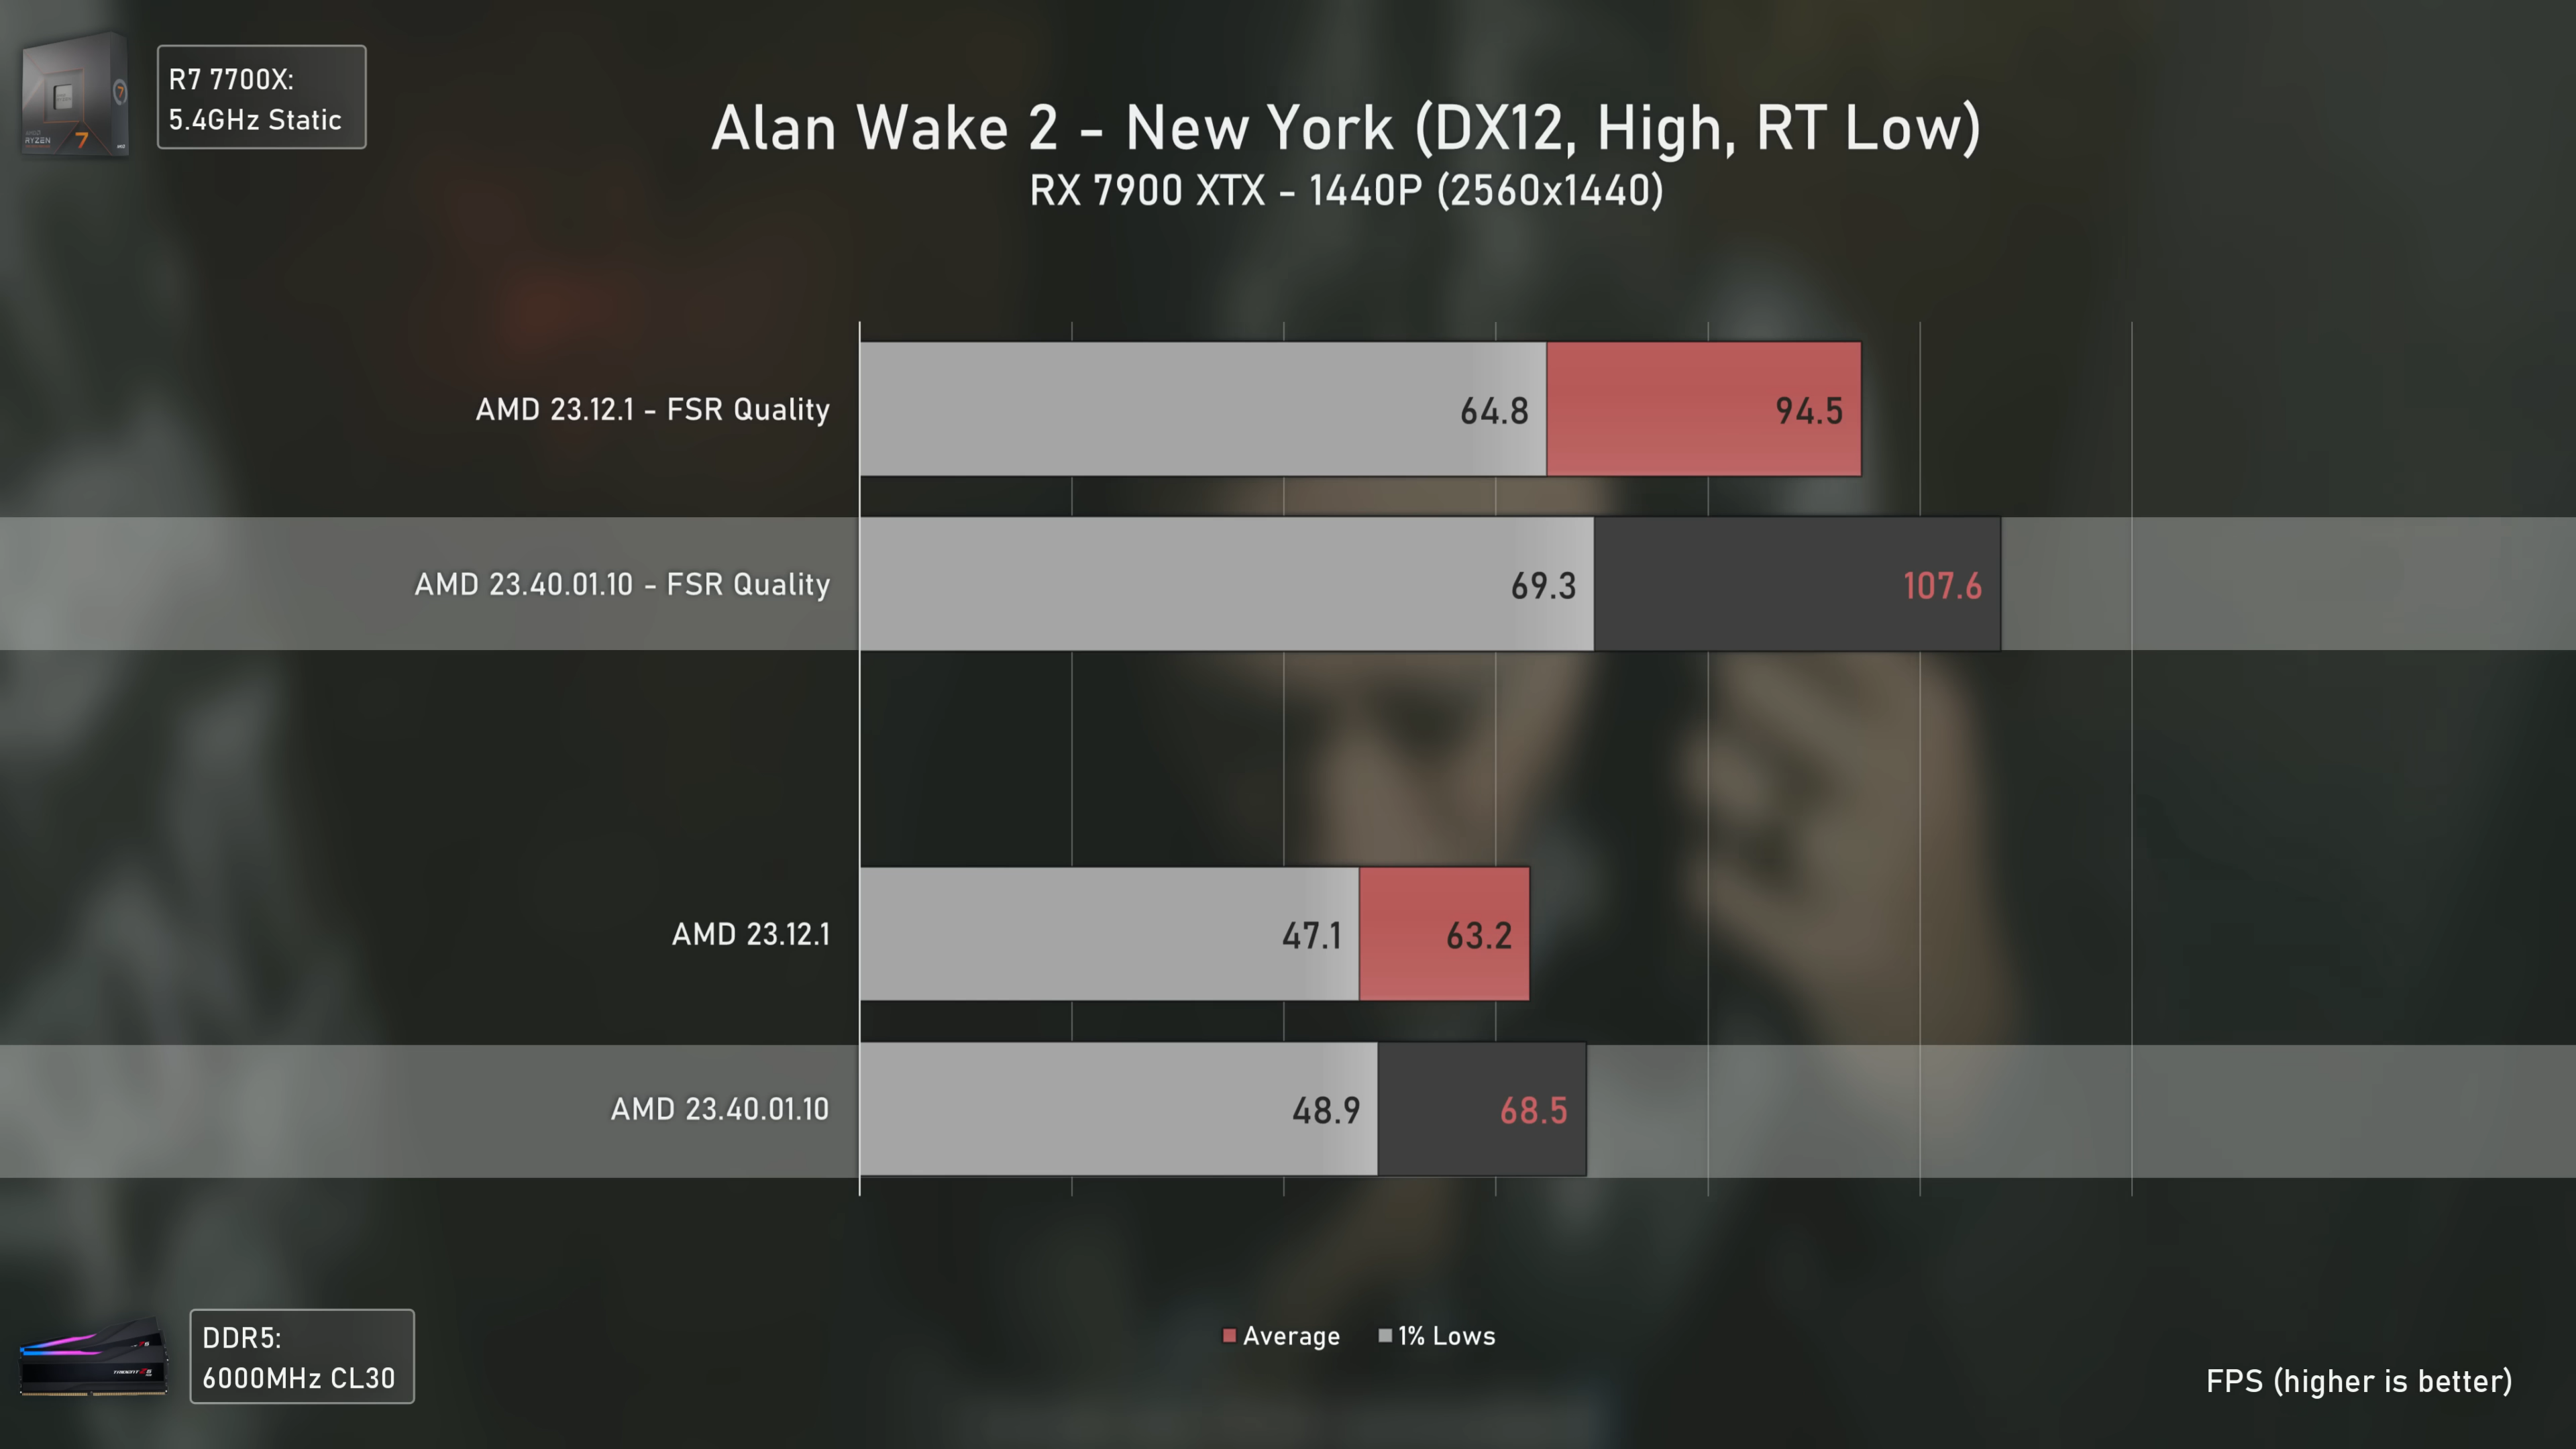 R7 7700X:
5.4GHz Static
AMD
RYZEN
7
Alan Wake 2 - New York (DX12, High, RT Low)
RX 7900 XTX - 1440P (2560x1440)
AMD 23.12.1 - FSR Quality
64.8
94.5
AMD 23.40.01.10 - FSR Quality
69.3
107.6
AMD 23.12.1
47.1
63.2
AMD 23.40.01.10
48.9
68.5
DDR5:
6000MHz CL30
Average
1% Lows
FPS (higher is better)